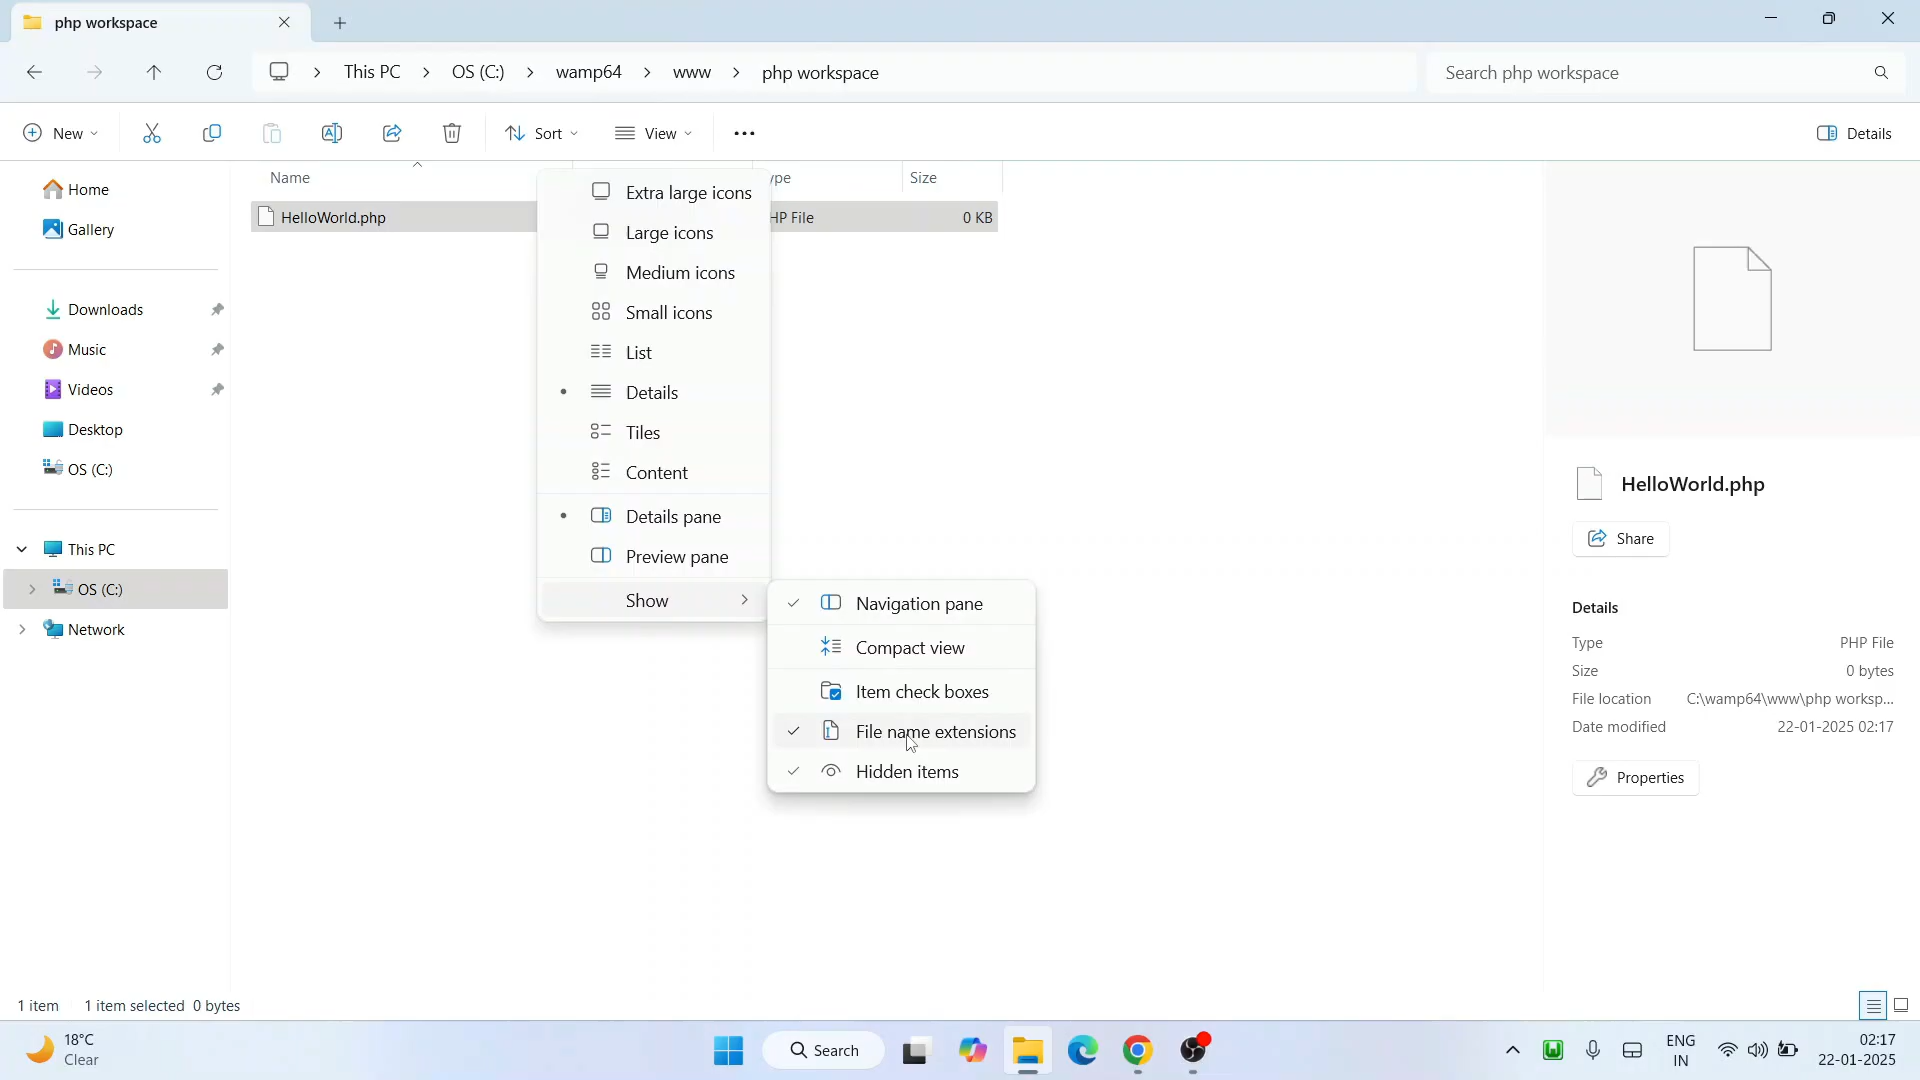 php workspace
This PC
OS (C:)
wamp64
www
php workspace
Search php workspace
New
Sort
View
Details
Home
Gallery
Downloads
Music
Videos
Desktop
OS (C:)
This PC
OS (C:)
Network
Name
Size
HelloWorld.php
HP File
0 KB
Extra large icons
Large icons
Medium icons
Small icons
List
Details
Tiles
Content
Details pane
Preview pane
Show
Navigation pane
Compact view
Item check boxes
File name extensions
Hidden items
HelloWorld.php
Share
Details
Type PHP File
Size 0 bytes
File location C:\wamp64\www\php worksp...
Date modified 22-01-2025 02:17
Properties
1 item 1 item selected 0 bytes
18°C
Clear
Search
ENG
IN
02:17
22-01-2025